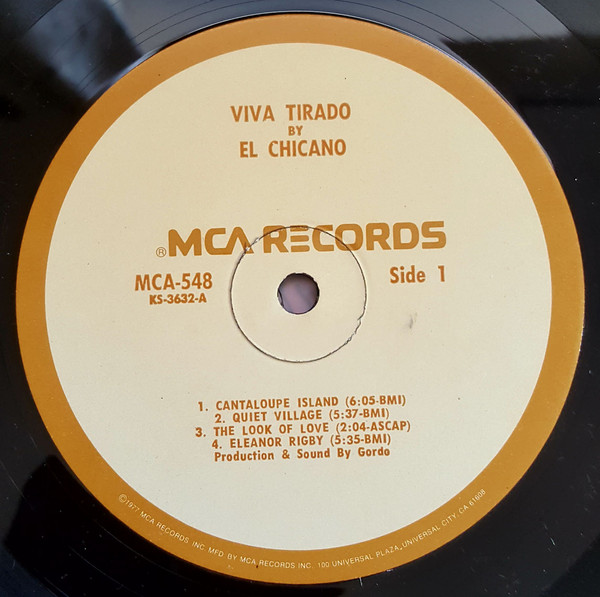 VIVA TIRADO
BY
EL CHICANO
®MCA RECORDS
MCA-548
KS-3632-A
Side 1
1. CANTALOUPE ISLAND (6:05-BMI)
2. QUIET VILLAGE (5:37-BMI)
3. THE LOOK OF LOVE (2:04-ASCAP)
4. ELEANOR RIGBY (5:35-BMI)
Production & Sound By Gordo
©1977 MCA RECORDS INC. MFD. BY MCA RECORDS INC. 100 UNIVERSAL PLAZA, UNIVERSAL CITY, CA 91608